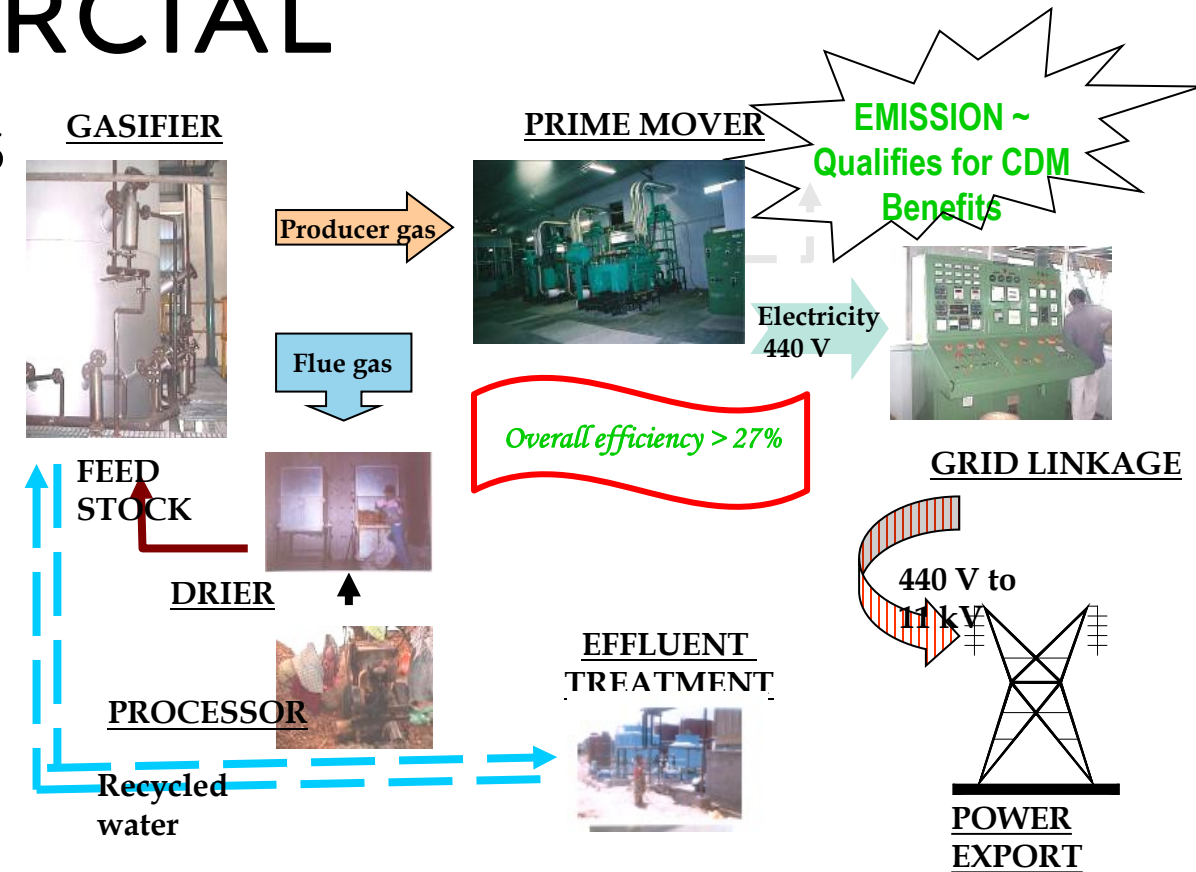 RCIAL
S
GASIFIER
PRIME MOVER
EMISSION ~
Qualifies for CDM
Benefits
Producer gas
Electricity
440 V
Flue gas
Overall efficiency > 27%
GRID LINKAGE
FEED
STOCK
440 V to
11 kV
DRIER
EFFLUENT
TREATMENT
PROCESSOR
Recycled
water
POWER
EXPORT